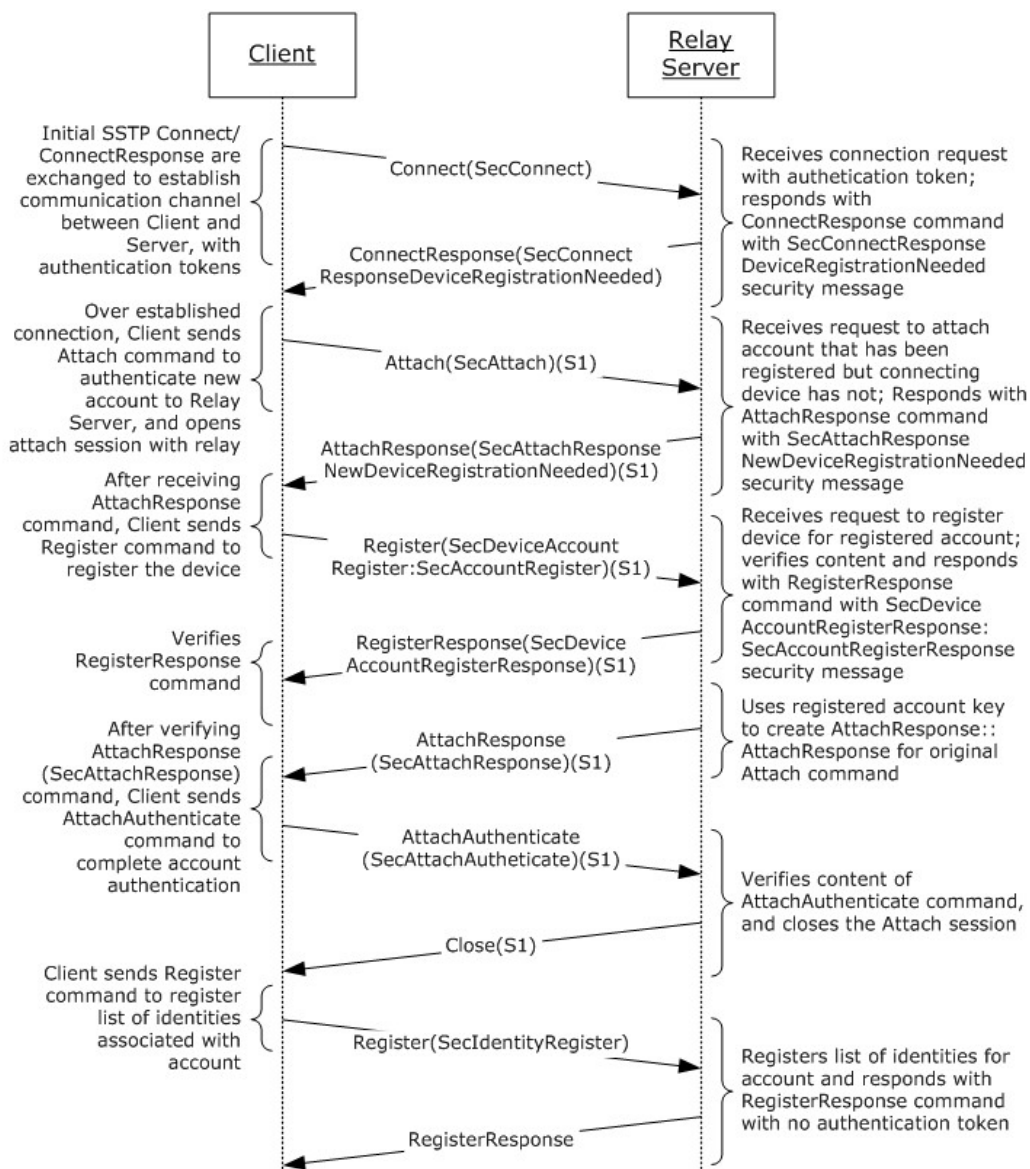 Client
Relay
Server
Initial SSTP Connect/
ConnectResponse are
exchanged to establish
communication channel
between Client and
Server, with
authentication tokens
Connect(SecConnect)
Receives connection request
with authetication token;
responds with
ConnectResponse command
with SecConnectResponse
DeviceRegistrationNeeded
security message
ConnectResponse(SecConnect
ResponseDeviceRegistrationNeeded)
Over established
connection, Client sends
Attach command to
authenticate new
account to Relay
Server, and opens
attach session with relay
Attach(SecAttach)(S1)
Receives request to attach
account that has been
registered but connecting
device has not; Responds with
AttachResponse command
with SecAttachResponse
NewDeviceRegistrationNeeded
security message
AttachResponse(SecAttachResponse
NewDeviceRegistrationNeeded)(S1)
After receiving
AttachResponse
command, Client sends
Register command to
register the device
Register(SecDeviceAccount
Register:SecAccountRegister)(S1)
Receives request to register
device for registered account;
verifies content and responds
with RegisterResponse
command with SecDevice
AccountRegisterResponse:
SecAccountRegisterResponse
security message
RegisterResponse(SecDevice
AccountRegisterResponse)(S1)
Verifies
RegisterResponse
command
Uses registered account key
to create AttachResponse::
AttachResponse for original
Attach command
AttachResponse
(SecAttachResponse)(S1)
After verifying
AttachResponse
(SecAttachResponse)
command, Client sends
AttachAuthenticate
command to
complete account
authentication
AttachAuthenticate
(SecAttachAutheticate)(S1)
Verifies content of
AttachAuthenticate command,
and closes the Attach session
Close(S1)
Client sends Register
command to register
list of identities
associated with
account
Register(SecIdentityRegister)
Registers list of identities for
account and responds with
RegisterResponse command
with no authentication token
RegisterResponse